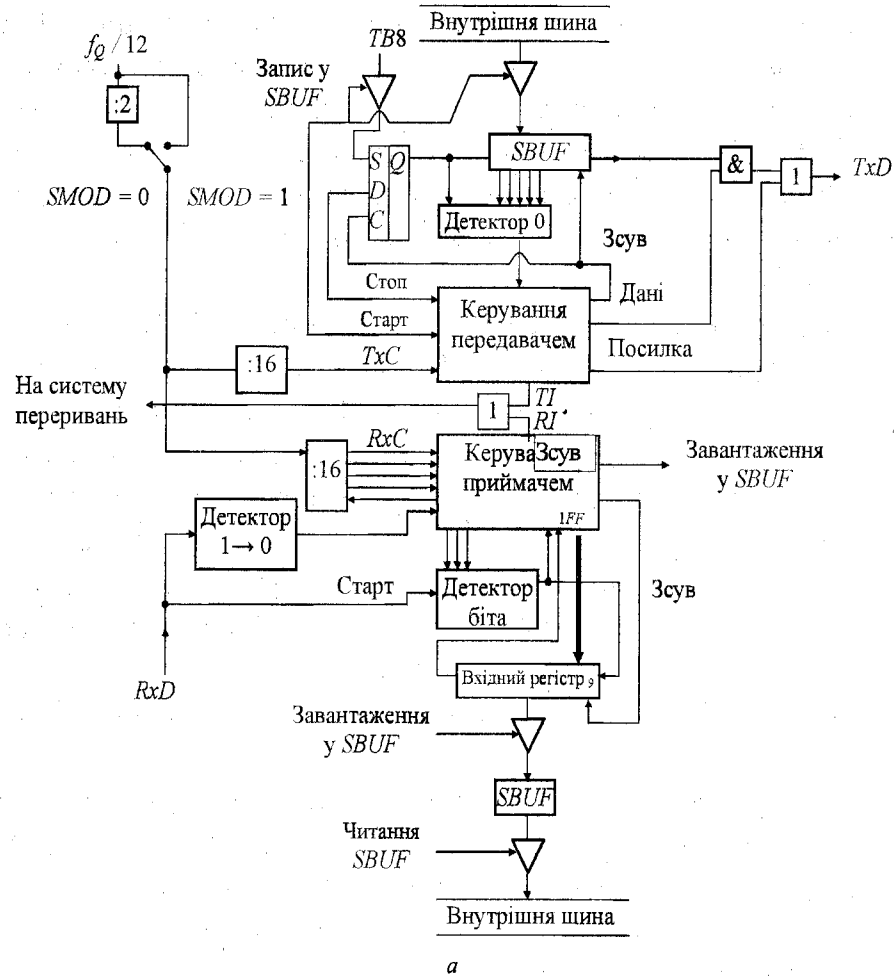 Внутрішня шина
f_Q / 12
TB8
Запис у
SBUF
:2
SMOD = 0
SMOD = 1
S Q
D
C
SBUF
&
1
TxD
Детектор 0
Зсув
Стоп
Старт
Керування
передавачем
Дані
Посилка
:16
TxC
На систему
переривань
1
TI
RI
RxC
:16
Керува
Зсув
приймачем
1FF
Завантаження
у SBUF
Детектор
1→ 0
Старт
Детектор
біта
Зсув
RxD
Вхідний регістр 9
Завантаження
у SBUF
SBUF
Читання
SBUF
Внутрішня шина
а